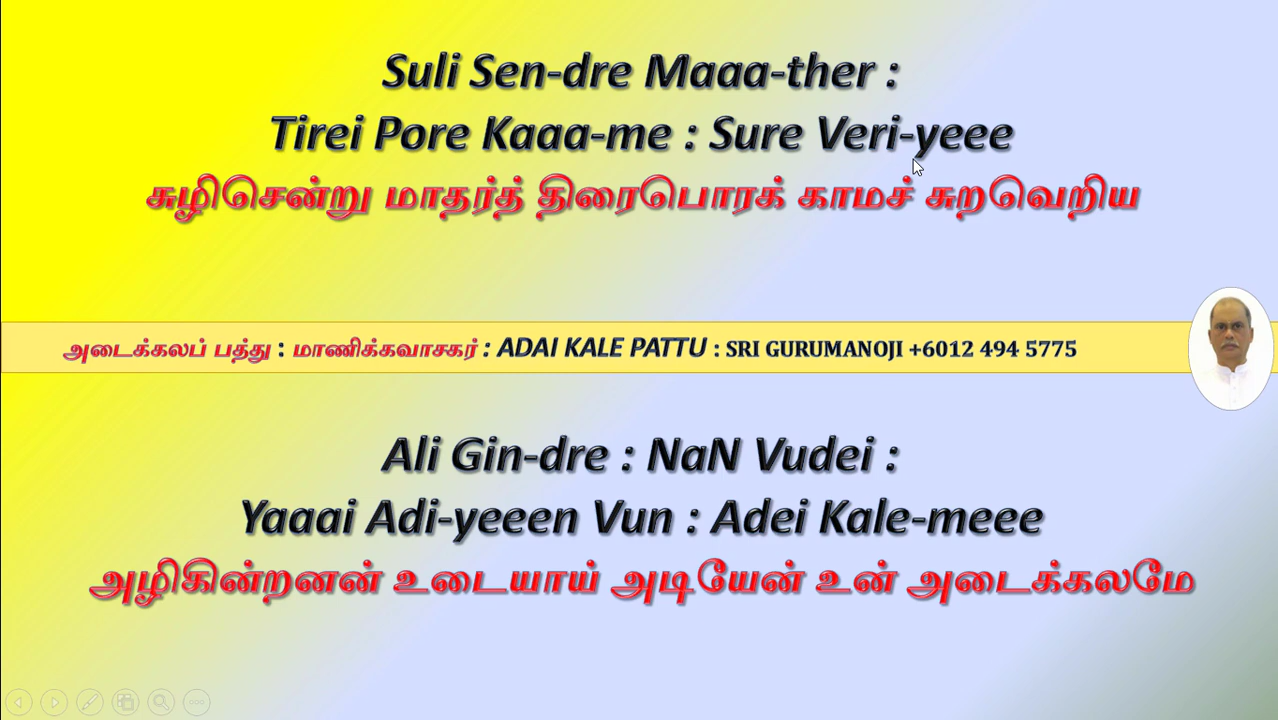 Suli Sen-dre Maaa-ther :
Tirei Pore Kaaa-me : Sure Veri-yeee
சுழிசென்று மாதர்த் திரைபொரக் காமச் சுறவெறிய
அடைக்கலப் பத்து : மாணிக்கவாசகர் : ADAI KALE PATTU : SRI GURUMANOJI +6012 494 5775
Ali Gin-dre : NaN Vudei :
Yaaai Adi-yeeen Vun : Adei Kale-meee
அழிகின்றனன் உடையாய் அடியேன் உன் அடைக்கலமே